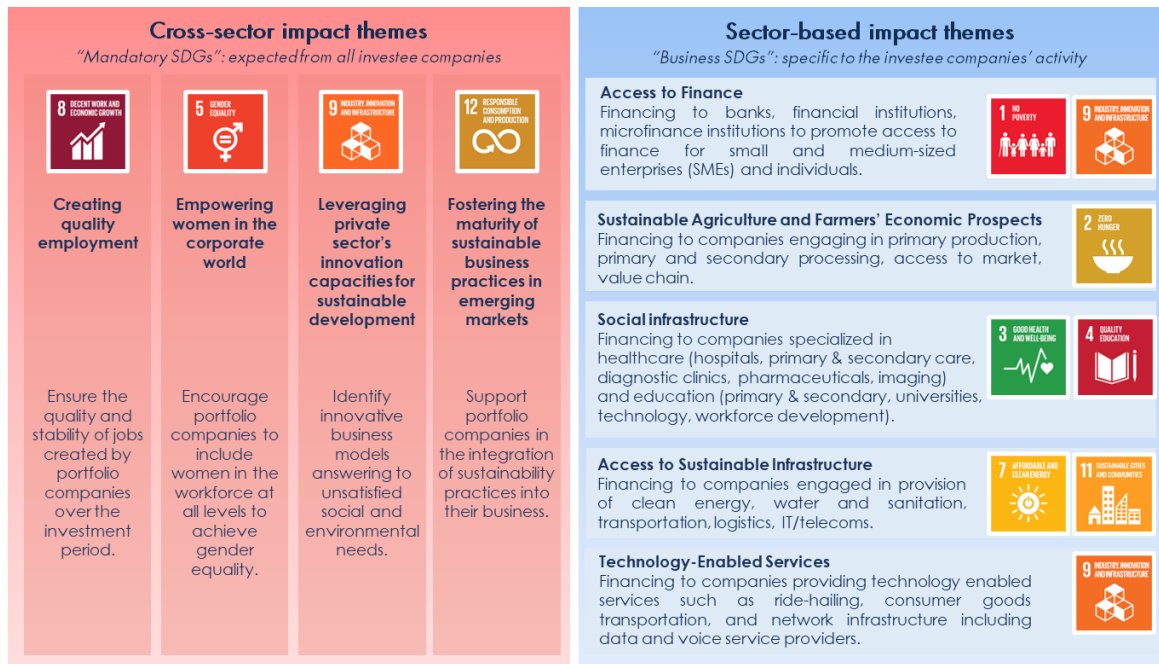 Cross-sector impact themes
“Mandatory SDGs”: expected from all investee companies
8 DECENT WORK AND
ECONOMIC GROWTH
Creating
quality
employment
Ensure the
quality and
stability of jobs
created by
portfolio
companies
over the
investment
period.
5 GENDER
EQUALITY
Empowering
women in the
corporate
world
Encourage
portfolio
companies to
include
women in the
workforce at
all levels to
achieve
gender
equality.
9 INDUSTRY, INNOVATION
AND INFRASTRUCTURE
Leveraging
private
sector’s
innovation
capacities for
sustainable
development
Identify
innovative
business
models
answering to
unsatisfied
social and
environmental
needs.
12 RESPONSIBLE
CONSUMPTION
AND PRODUCTION
Fostering the
maturity of
sustainable
business
practices in
emerging
markets
Support
portfolio
companies in
the integration
of sustainability
practices into
their business.
Sector-based impact themes
“Business SDGs”: specific to the investee companies’ activity
Access to Finance
Financing to banks, financial institutions,
microfinance institutions to promote access to
finance for small and medium-sized
enterprises (SMEs) and individuals.
1 NO
POVERTY
9 INDUSTRY, INNOVATION
AND INFRASTRUCTURE
Sustainable Agriculture and Farmers’ Economic Prospects
Financing to companies engaging in primary production,
primary and secondary processing, access to market,
value chain.
2 ZERO
HUNGER
Social infrastructure
Financing to companies specialized in
healthcare (hospitals, primary & secondary care,
diagnostic clinics, pharmaceuticals, imaging)
and education (primary & secondary, universities,
technology, workforce development).
3 GOOD HEALTH
AND WELL-BEING
4 QUALITY
EDUCATION
Access to Sustainable Infrastructure
Financing to companies engaged in provision
of clean energy, water and sanitation,
transportation, logistics, IT/telecoms.
7 AFFORDABLE AND
CLEAN ENERGY
11 SUSTAINABLE CITIES
AND COMMUNITIES
Technology-Enabled Services
Financing to companies providing technology enabled
services such as ride-hailing, consumer goods
transportation, and network infrastructure including
data and voice service providers.
9 INDUSTRY, INNOVATION
AND INFRASTRUCTURE